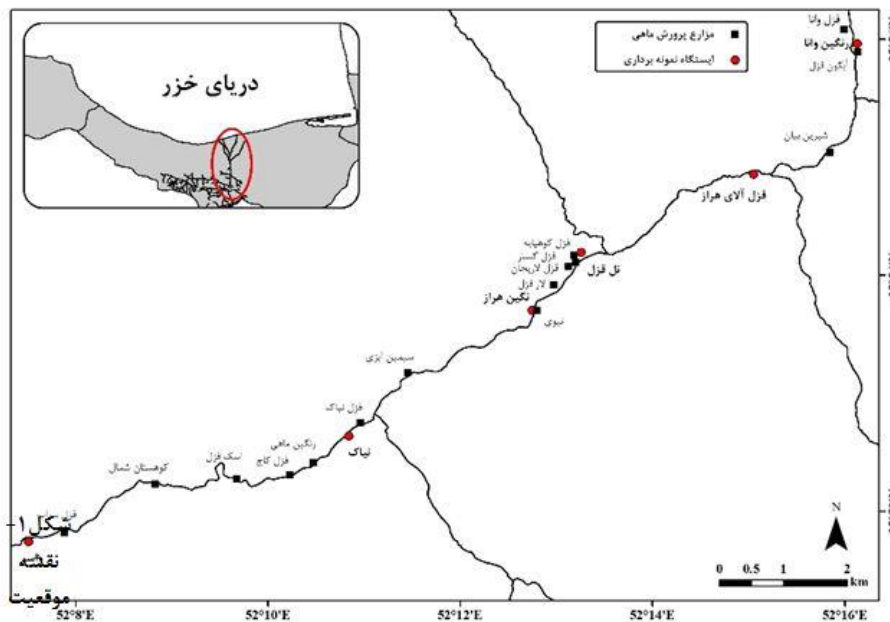 دریای خزر
مزارع پرورش ماهی
ایستگاه نمونه برداری
قزل وانا
رنگین وانا
آبگون قزل
شیرین بیان
قزل آلای هراز
قزل کوهپایه
قزل گستر
قزل لاریجان
تل قزل
لار قزل
نگین هراز
نبوی
سیمین آبزی
قزل نیاک
نیاک
رنگین ماهی
قزل کاج
نسک قزل
کوهستان شمال
قزل
شکل۱-
نقشه
موقعیت
N
0 0.5 1 2
km
52°8'E 52°10'E 52°12'E 52°14'E 52°16'E